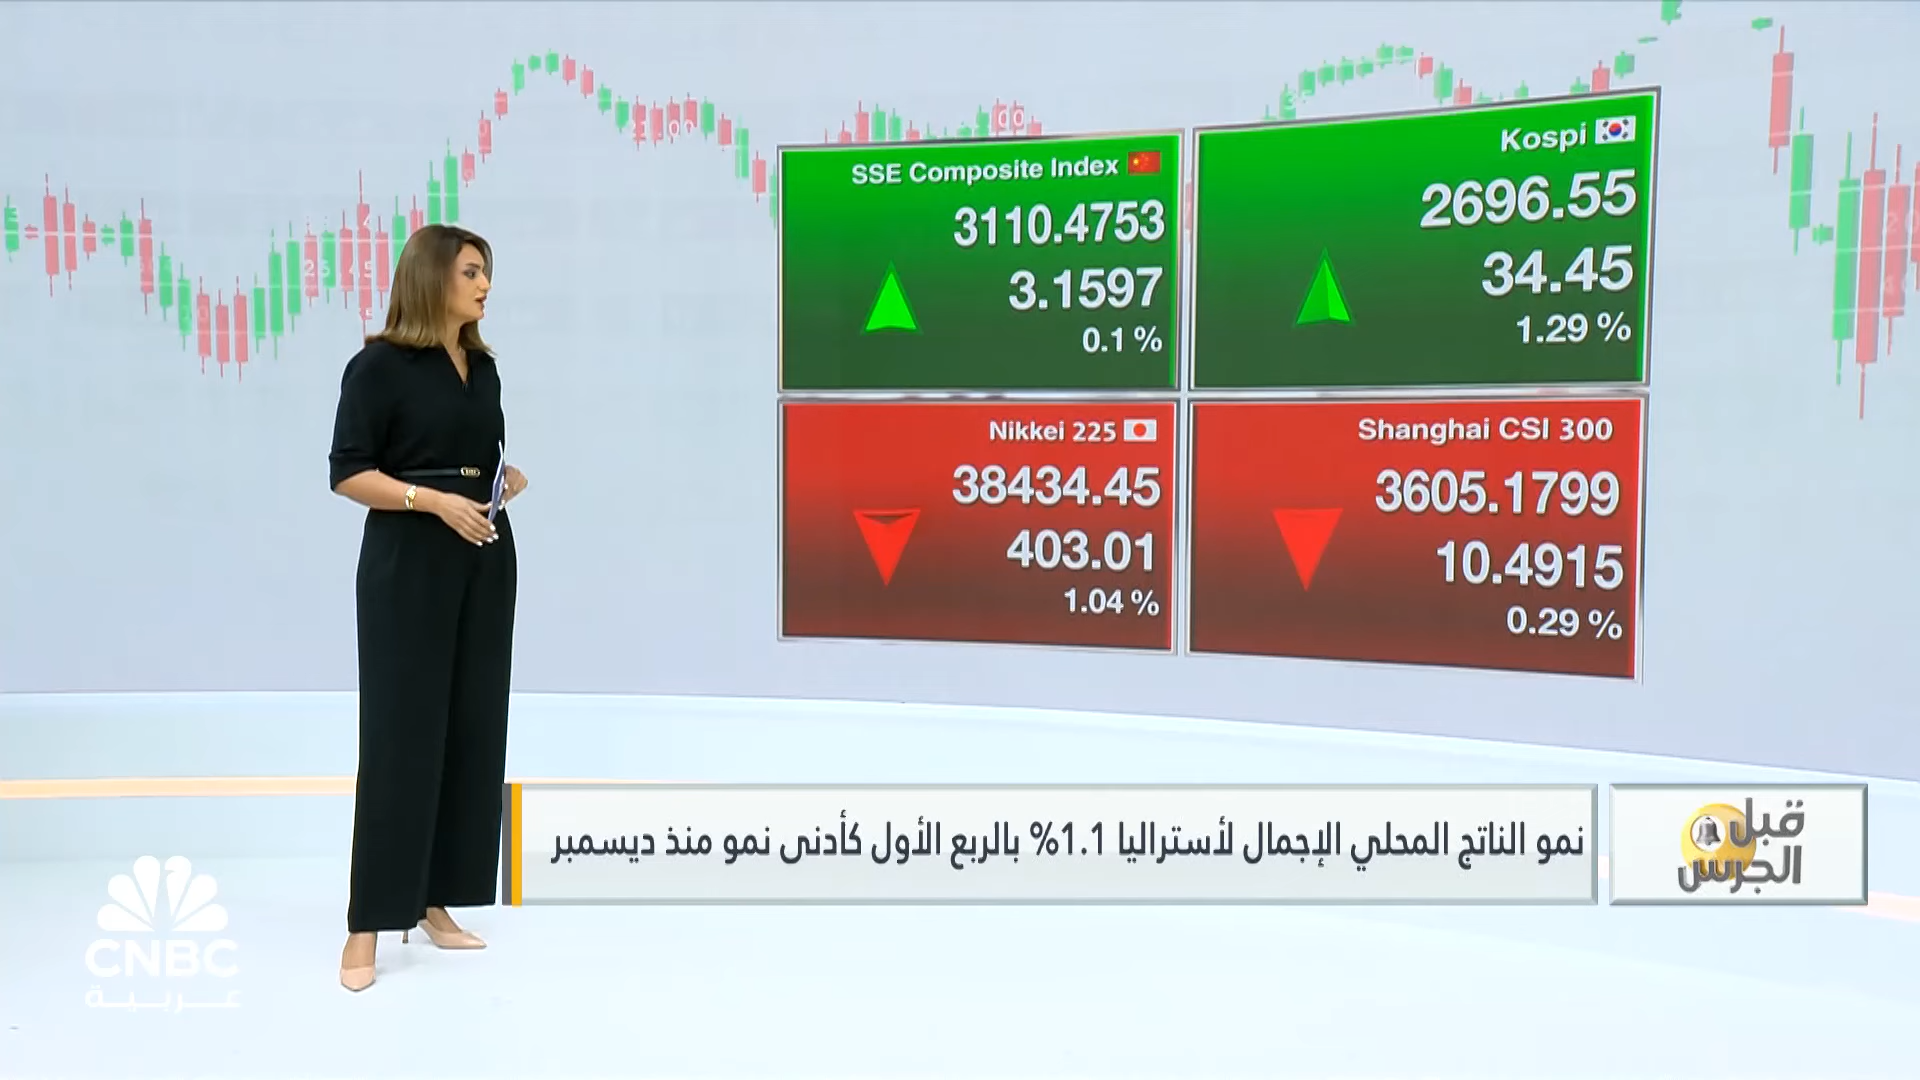 SSE Composite Index
3110.4753
3.1597
0.1 %
Kospi
2696.55
34.45
1.29 %
Nikkei 225
38434.45
403.01
1.04 %
Shanghai CSI 300
3605.1799
10.4915
0.29 %
نمو الناتج المحلي الإجمال لأستراليا 1.1% بالربع الأول كأدنى نمو منذ ديسمبر
قبل
الجرس
CNBC
عربية